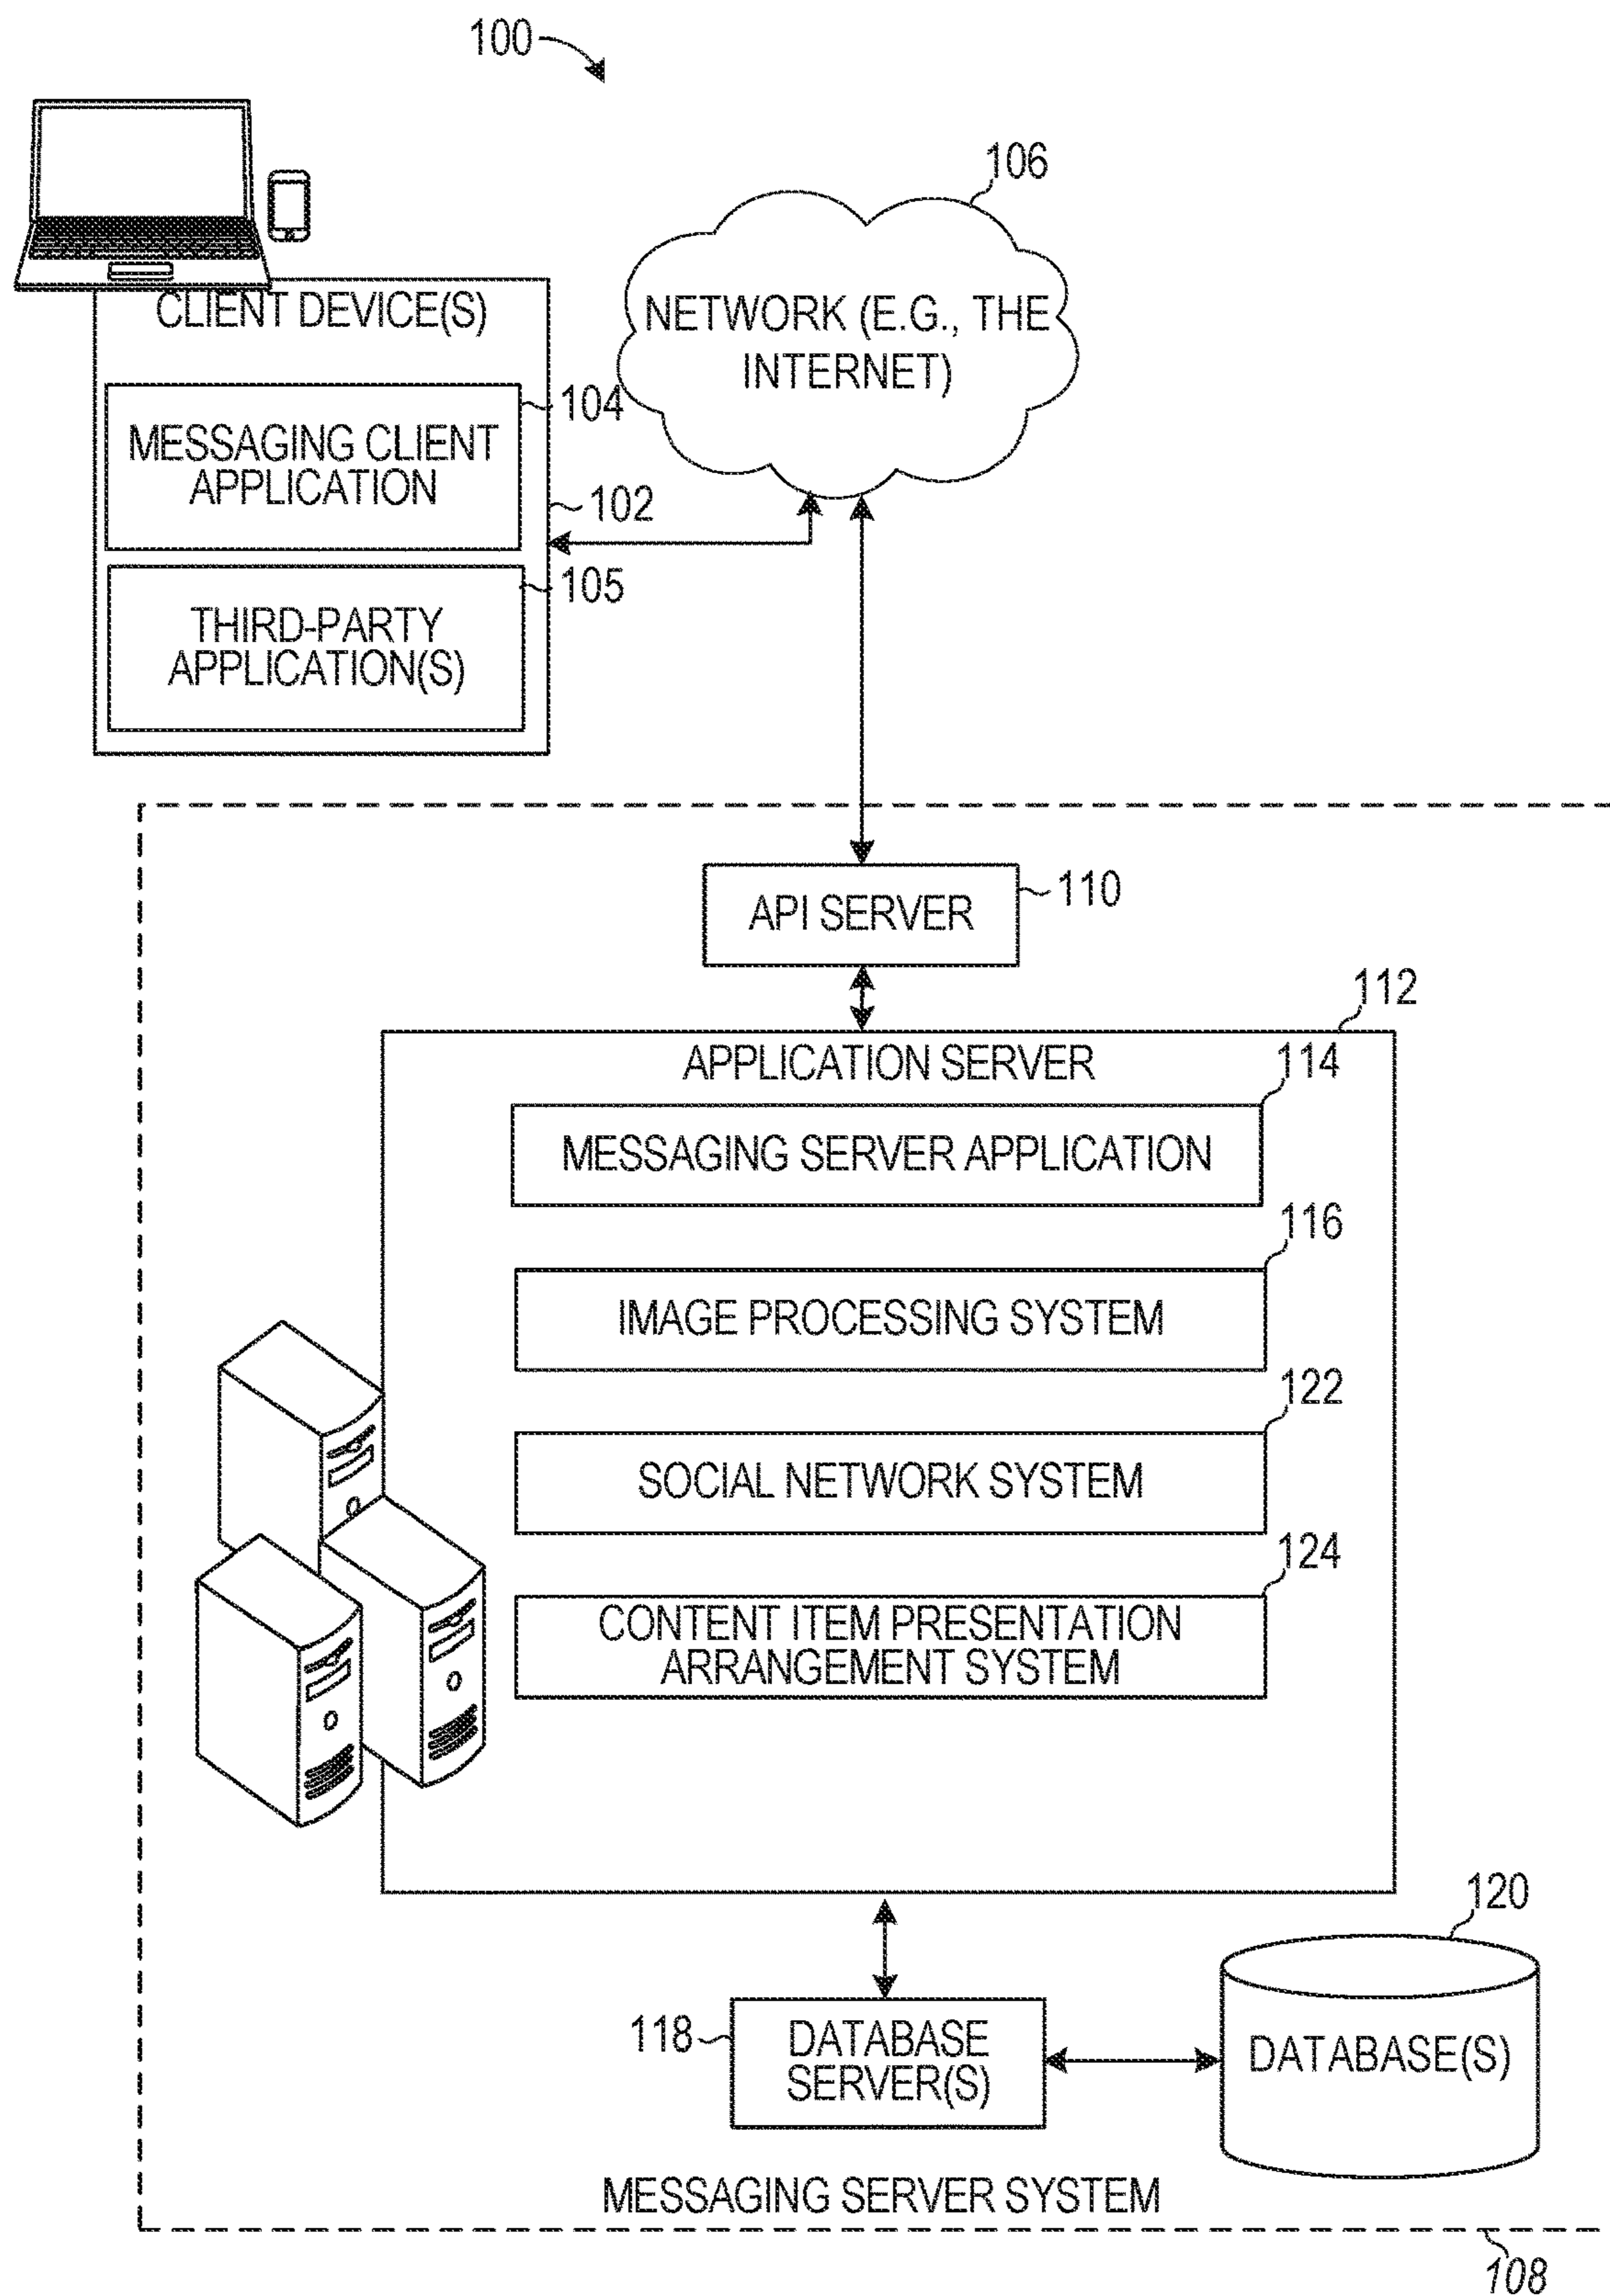 100
106
NETWORK (E.G., THE
INTERNET)
CLIENT DEVICE(S)
104
MESSAGING CLIENT
APPLICATION
102
105
THIRD-PARTY
APPLICATION(S)
110
API SERVER
112
APPLICATION SERVER
114
MESSAGING SERVER APPLICATION
116
IMAGE PROCESSING SYSTEM
122
SOCIAL NETWORK SYSTEM
124
CONTENT ITEM PRESENTATION
ARRANGEMENT SYSTEM
120
118
DATABASE
SERVER(S)
DATABASE(S)
MESSAGING SERVER SYSTEM
108